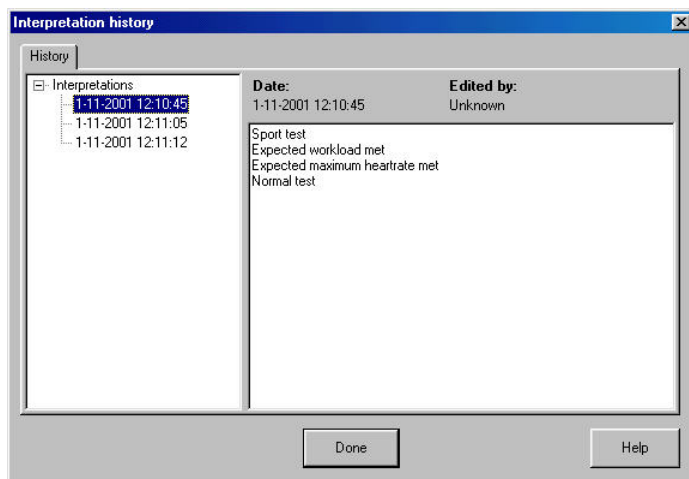 Interpretation history
History
Interpretations
1-11-2001 12:10:45
1-11-2001 12:11:05
1-11-2001 12:11:12
Date: Edited by:
1-11-2001 12:10:45 Unknown
Sport test
Expected workload met
Expected maximum heartrate met
Normal test
Done Help